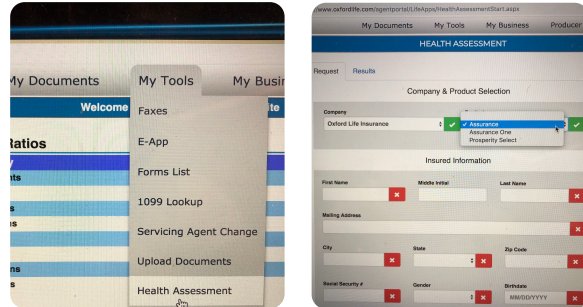 My Documents
My Tools
My Busin
Welcome
Faxes
E-App
Ratios
Forms List
1099 Lookup
Servicing Agent Change
Upload Documents
Health Assessment
www.oxfordlife.com/agentportal/LifeApps/HealthAssessmentStart.aspx
My Documents
My Tools
My Business
Producer
HEALTH ASSESSMENT
Request
Results
Company & Product Selection
Company
Oxford Life Insurance
Assurance
Assurance One
Prosperity Select
Insured Information
First Name
Middle Initial
Last Name
Mailing Address
City
State
Zip Code
Social Security #
Gender
Birthdate
MM/DD/YYYY